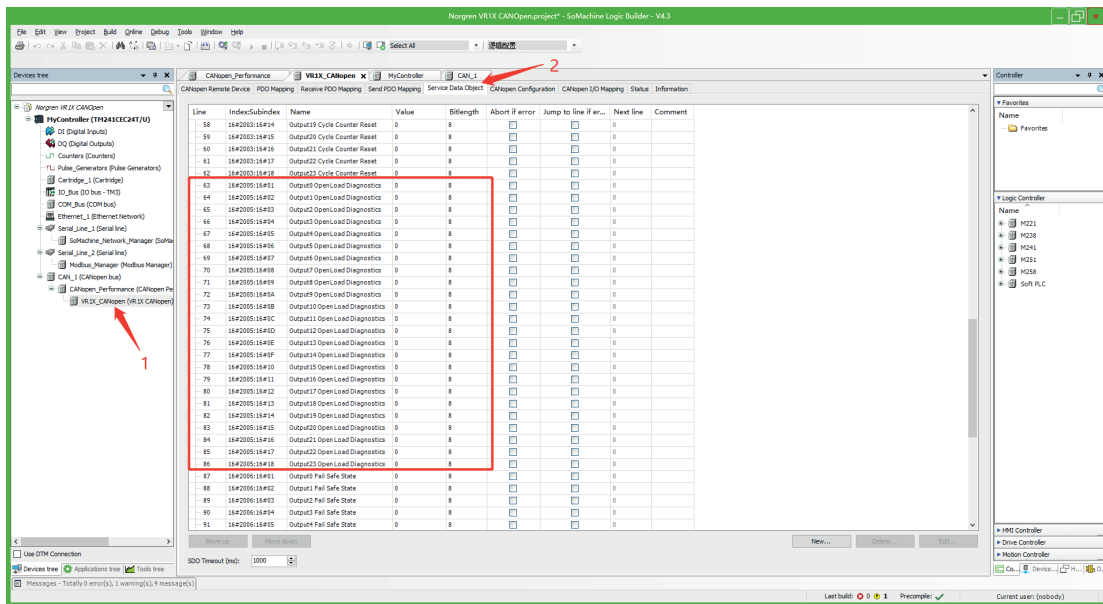 Norgren VR1X CANOpen.project* - SoMachine Logic Builder - V4.3
File Edit View Project Build Online Debug Tools Window Help
Select All
逻辑配置
2
Devices tree
CANopen_Performance VR1X_CANopen X MyController CAN_1
Controller
CANopen Remote Device PDO Mapping Receive PDO Mapping Send PDO Mapping Service Data Object CANopen Configuration CANopen I/O Mapping Status Information
Norgren VR1X CANOpen
MyController (TM241CEC24T/U)
DI (Digital Inputs)
DQ (Digital Outputs)
Counters (Counters)
Pulse_Generators (Pulse Generators)
Cartridge_1 (Cartridge)
IO_Bus (IO bus - TM3)
COM_Bus (COM bus)
Ethernet_1 (Ethernet Network)
Serial_Line_1 (Serial line)
SoMachine_Network_Manager (SoMa
Serial_Line_2 (Serial line)
Modbus_Manager (Modbus Manager)
CAN_1 (CANopen bus)
CANopen_Performance (CANopen Pe
VR1X_CANopen (VR1X CANopen)
1
Line Index:Subindex Name Value Bitlength Abort if error Jump to line if er... Next line Comment
58 16#2003:16#14 Output19 Cycle Counter Reset 0 8 0
59 16#2003:16#15 Output20 Cycle Counter Reset 0 8 0
60 16#2003:16#16 Output21 Cycle Counter Reset 0 8 0
61 16#2003:16#17 Output22 Cycle Counter Reset 0 8 0
62 16#2003:16#18 Output23 Cycle Counter Reset 0 8 0
63 16#2005:16#01 Output0 Open Load Diagnostics 0 8 0
64 16#2005:16#02 Output1 Open Load Diagnostics 0 8 0
65 16#2005:16#03 Output2 Open Load Diagnostics 0 8 0
66 16#2005:16#04 Output3 Open Load Diagnostics 0 8 0
67 16#2005:16#05 Output4 Open Load Diagnostics 0 8 0
68 16#2005:16#06 Output5 Open Load Diagnostics 0 8 0
69 16#2005:16#07 Output6 Open Load Diagnostics 0 8 0
70 16#2005:16#08 Output7 Open Load Diagnostics 0 8 0
71 16#2005:16#09 Output8 Open Load Diagnostics 0 8 0
72 16#2005:16#0A Output9 Open Load Diagnostics 0 8 0
73 16#2005:16#0B Output10 Open Load Diagnostics 0 8 0
74 16#2005:16#0C Output11 Open Load Diagnostics 0 8 0
75 16#2005:16#0D Output12 Open Load Diagnostics 0 8 0
76 16#2005:16#0E Output13 Open Load Diagnostics 0 8 0
77 16#2005:16#0F Output14 Open Load Diagnostics 0 8 0
78 16#2005:16#10 Output15 Open Load Diagnostics 0 8 0
79 16#2005:16#11 Output16 Open Load Diagnostics 0 8 0
80 16#2005:16#12 Output17 Open Load Diagnostics 0 8 0
81 16#2005:16#13 Output18 Open Load Diagnostics 0 8 0
82 16#2005:16#14 Output19 Open Load Diagnostics 0 8 0
83 16#2005:16#15 Output20 Open Load Diagnostics 0 8 0
84 16#2005:16#16 Output21 Open Load Diagnostics 0 8 0
85 16#2005:16#17 Output22 Open Load Diagnostics 0 8 0
86 16#2005:16#18 Output23 Open Load Diagnostics 0 8 0
87 16#2006:16#01 Output0 Fail Safe State 0 8 0
88 16#2006:16#02 Output1 Fail Safe State 0 8 0
89 16#2006:16#03 Output2 Fail Safe State 0 8 0
90 16#2006:16#04 Output3 Fail Safe State 0 8 0
91 16#2006:16#05 Output4 Fail Safe State 0 8 0
Move up Move down New... Delete... Edit...
SDO Timeout (ms): 1000
Favorites
Name
Favorites
Logic Controller
Name
M221
M238
M241
M251
M258
Soft PLC
HMI Controller
Drive Controller
Motion Controller
Co... Device... H... D.
Use DTM Connection
Devices tree Applications tree Tools tree
Messages - Totally 0 error(s), 1 warning(s), 9 message(s)
Last build: 0 1 Precompile: Current user: (nobody)